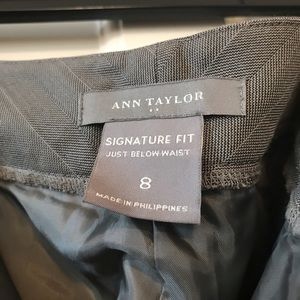 ANN TAYLOR
SIGNATURE FIT
JUST BELOW WAIST
8
MADE IN PHILIPPINES